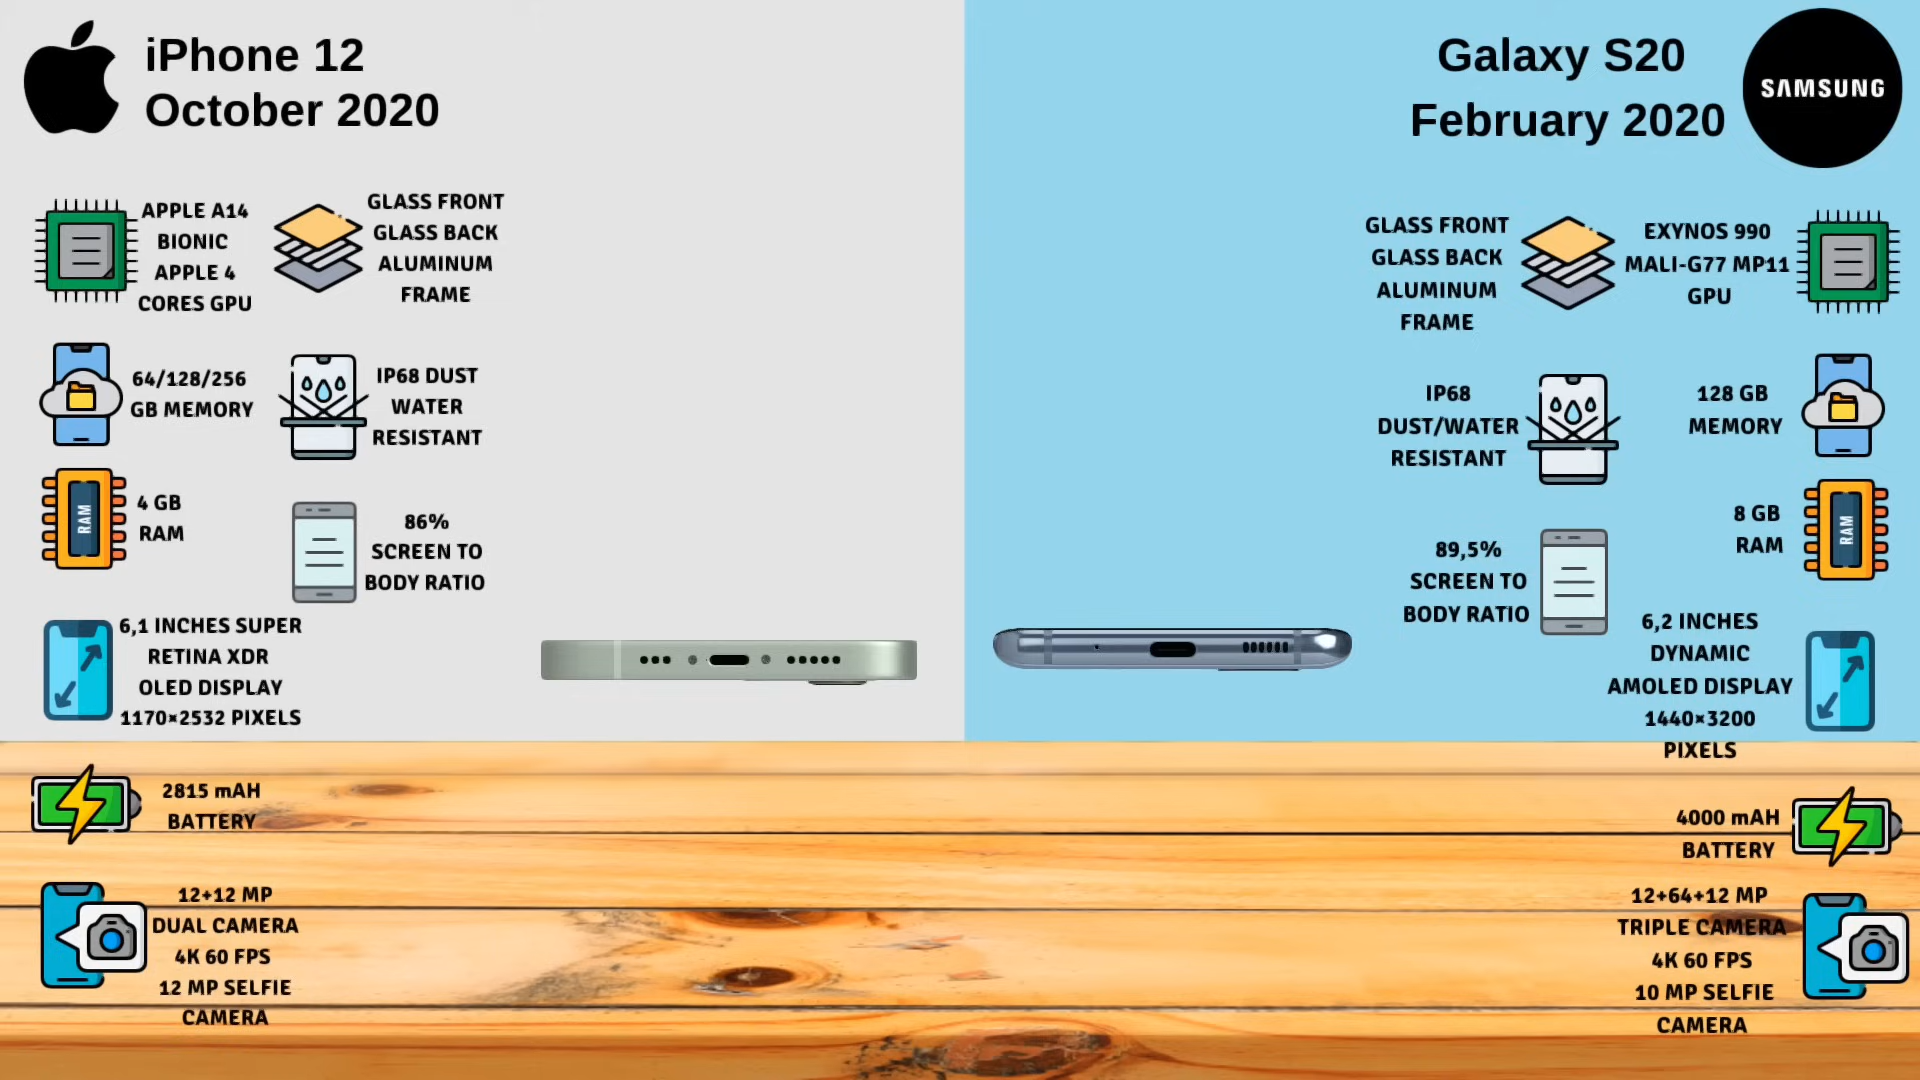 iPhone 12
October 2020
APPLE A14
BIONIC
APPLE 4
CORES GPU
GLASS FRONT
GLASS BACK
ALUMINUM
FRAME
64/128/256
GB MEMORY
IP68 DUST
WATER
RESISTANT
RAM
4 GB
RAM
86%
SCREEN TO
BODY RATIO
6,1 INCHES SUPER
RETINA XDR
OLED DISPLAY
1170×2532 PIXELS
2815 mAH
BATTERY
12+12 MP
DUAL CAMERA
4K 60 FPS
12 MP SELFIE
CAMERA
Galaxy S20
February 2020
SAMSUNG
GLASS FRONT
GLASS BACK
ALUMINUM
FRAME
EXYNOS 990
MALI-G77 MP11
GPU
IP68
DUST/WATER
RESISTANT
128 GB
MEMORY
8 GB
RAM
RAM
89,5%
SCREEN TO
BODY RATIO
6,2 INCHES
DYNAMIC
AMOLED DISPLAY
1440×3200
PIXELS
4000 mAH
BATTERY
12+64+12 MP
TRIPLE CAMERA
4K 60 FPS
10 MP SELFIE
CAMERA